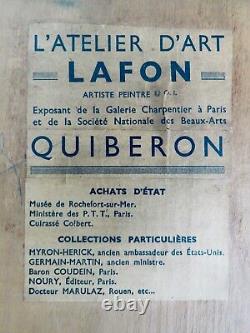 L'ATELIER D'ART
LAFON
ARTISTE PEINTRE
Exposant de la Galerie Charpentier à Paris
et de la Société Nationale des Beaux-Arts
QUIBERON
ACHATS D'ÉTAT
Musée de Rochefort-sur-Mer.
Ministère des P. T. T., Paris.
Cuirassé Colbert.
COLLECTIONS PARTICULIÈRES
MYRON-HERICK, ancien ambassadeur des États-Unis.
GERMAIN-MARTIN, ancien ministre.
Baron COUDEIN, Paris.
NOURY, Éditeur, Paris.
Docteur MARULAZ, Rouen, etc...